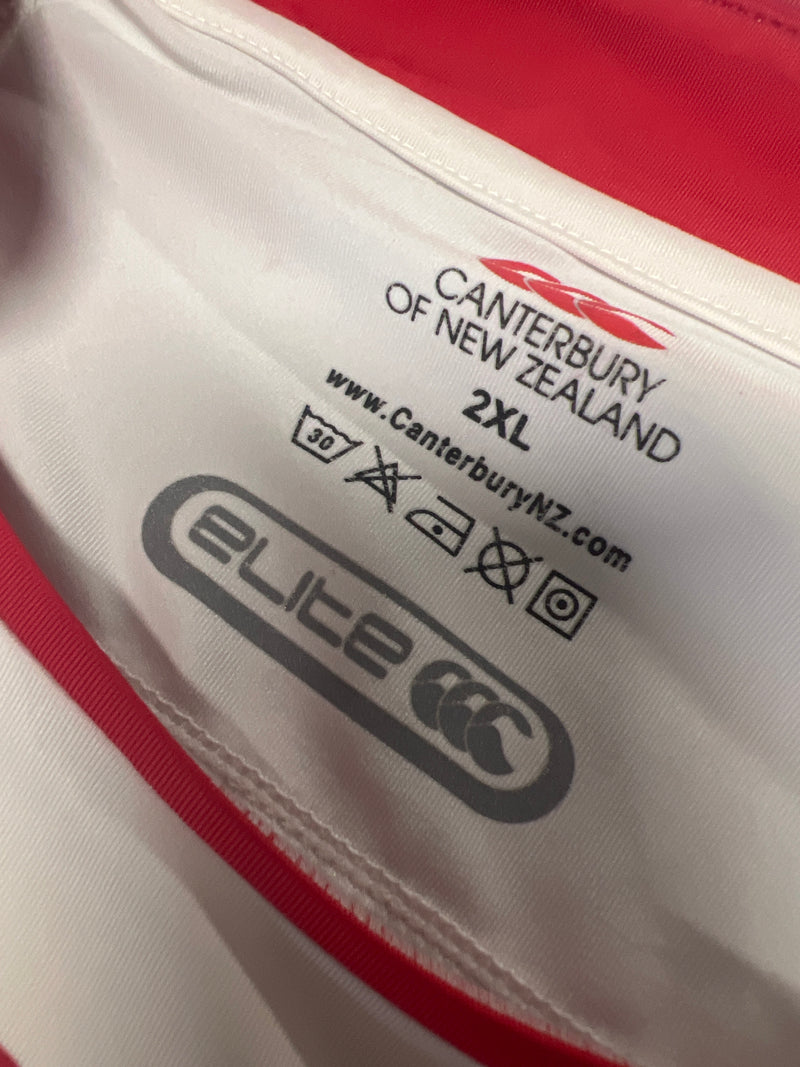 CANTERBURY
OF NEW ZEALAND
2XL
www.CanterburyNZ.com
30
eLite